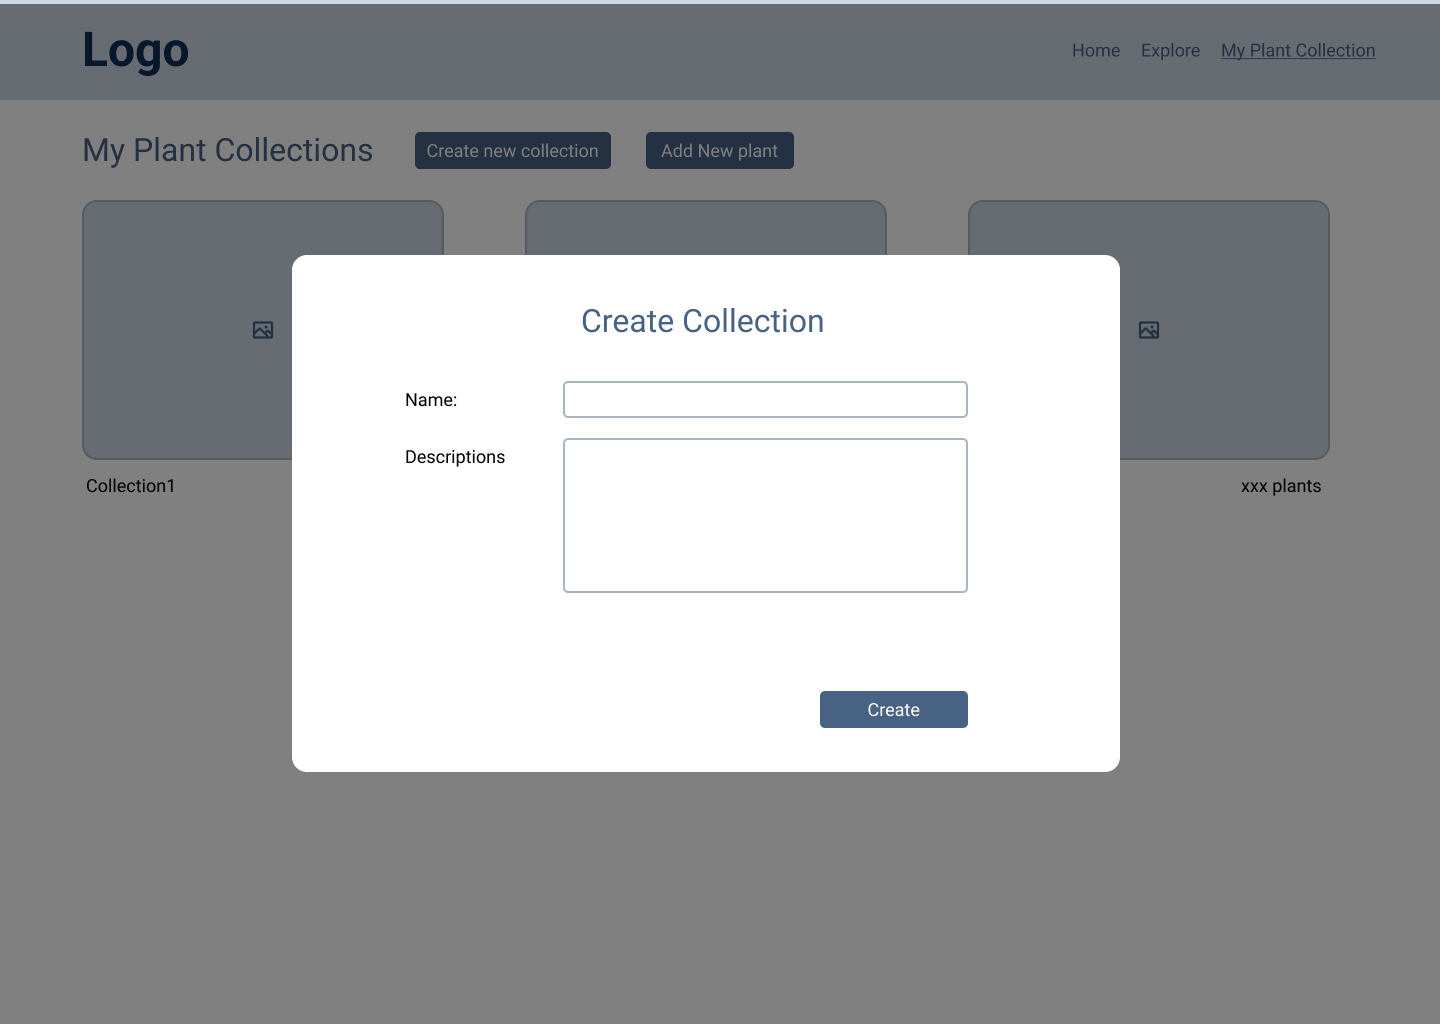 Logo
Home Explore My Plant Collection
My Plant Collections
Create new collection
Add New plant
Create Collection
Name:
Descriptions
Collection1
xxx plants
Create